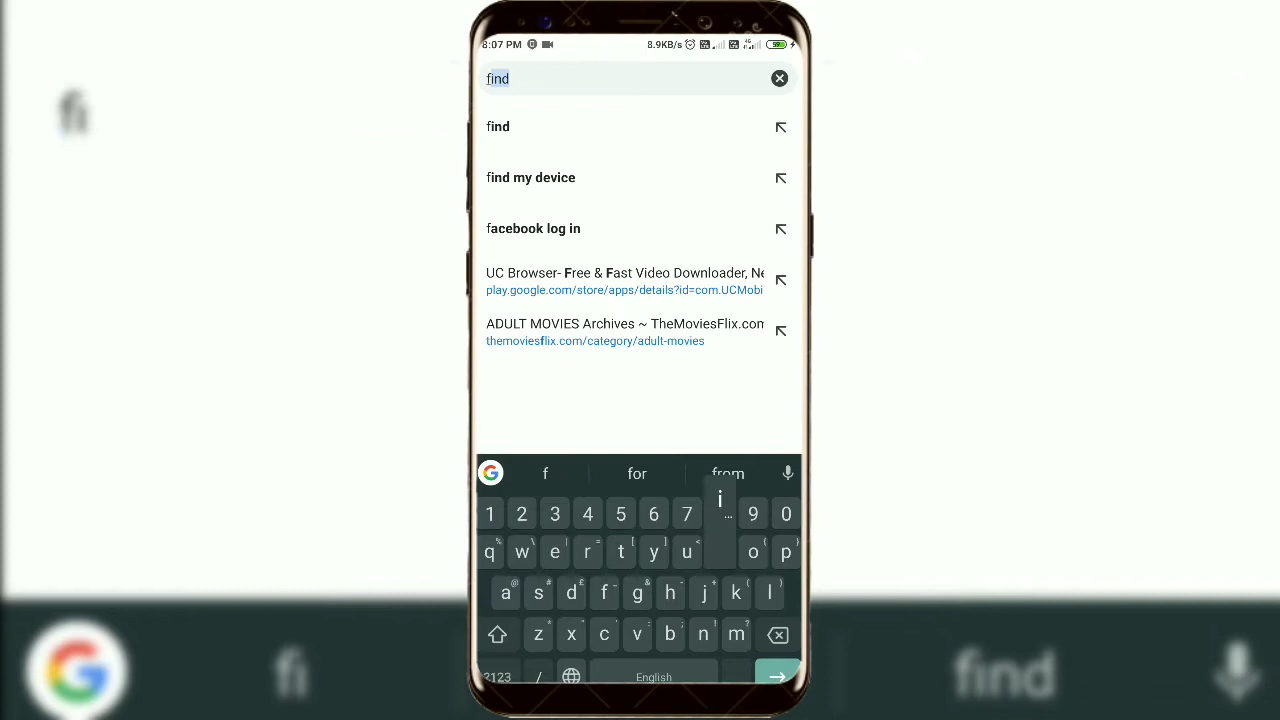 fi
8:07 PM 8.9KB/s 4G 59
find
find
find my device
facebook log in
UC Browser- Free & Fast Video Downloader, Ne
play.google.com/store/apps/details?id=com.UCMobi
ADULT MOVIES Archives ~ TheMoviesFlix.com
themoviesflix.com/category/adult-movies
f for from
i
...
1 2 3 4 5 6 7 9 0
q w e r t y u o p
a s d f g h j k l
z x c v b n m
?123 / English
G fi find